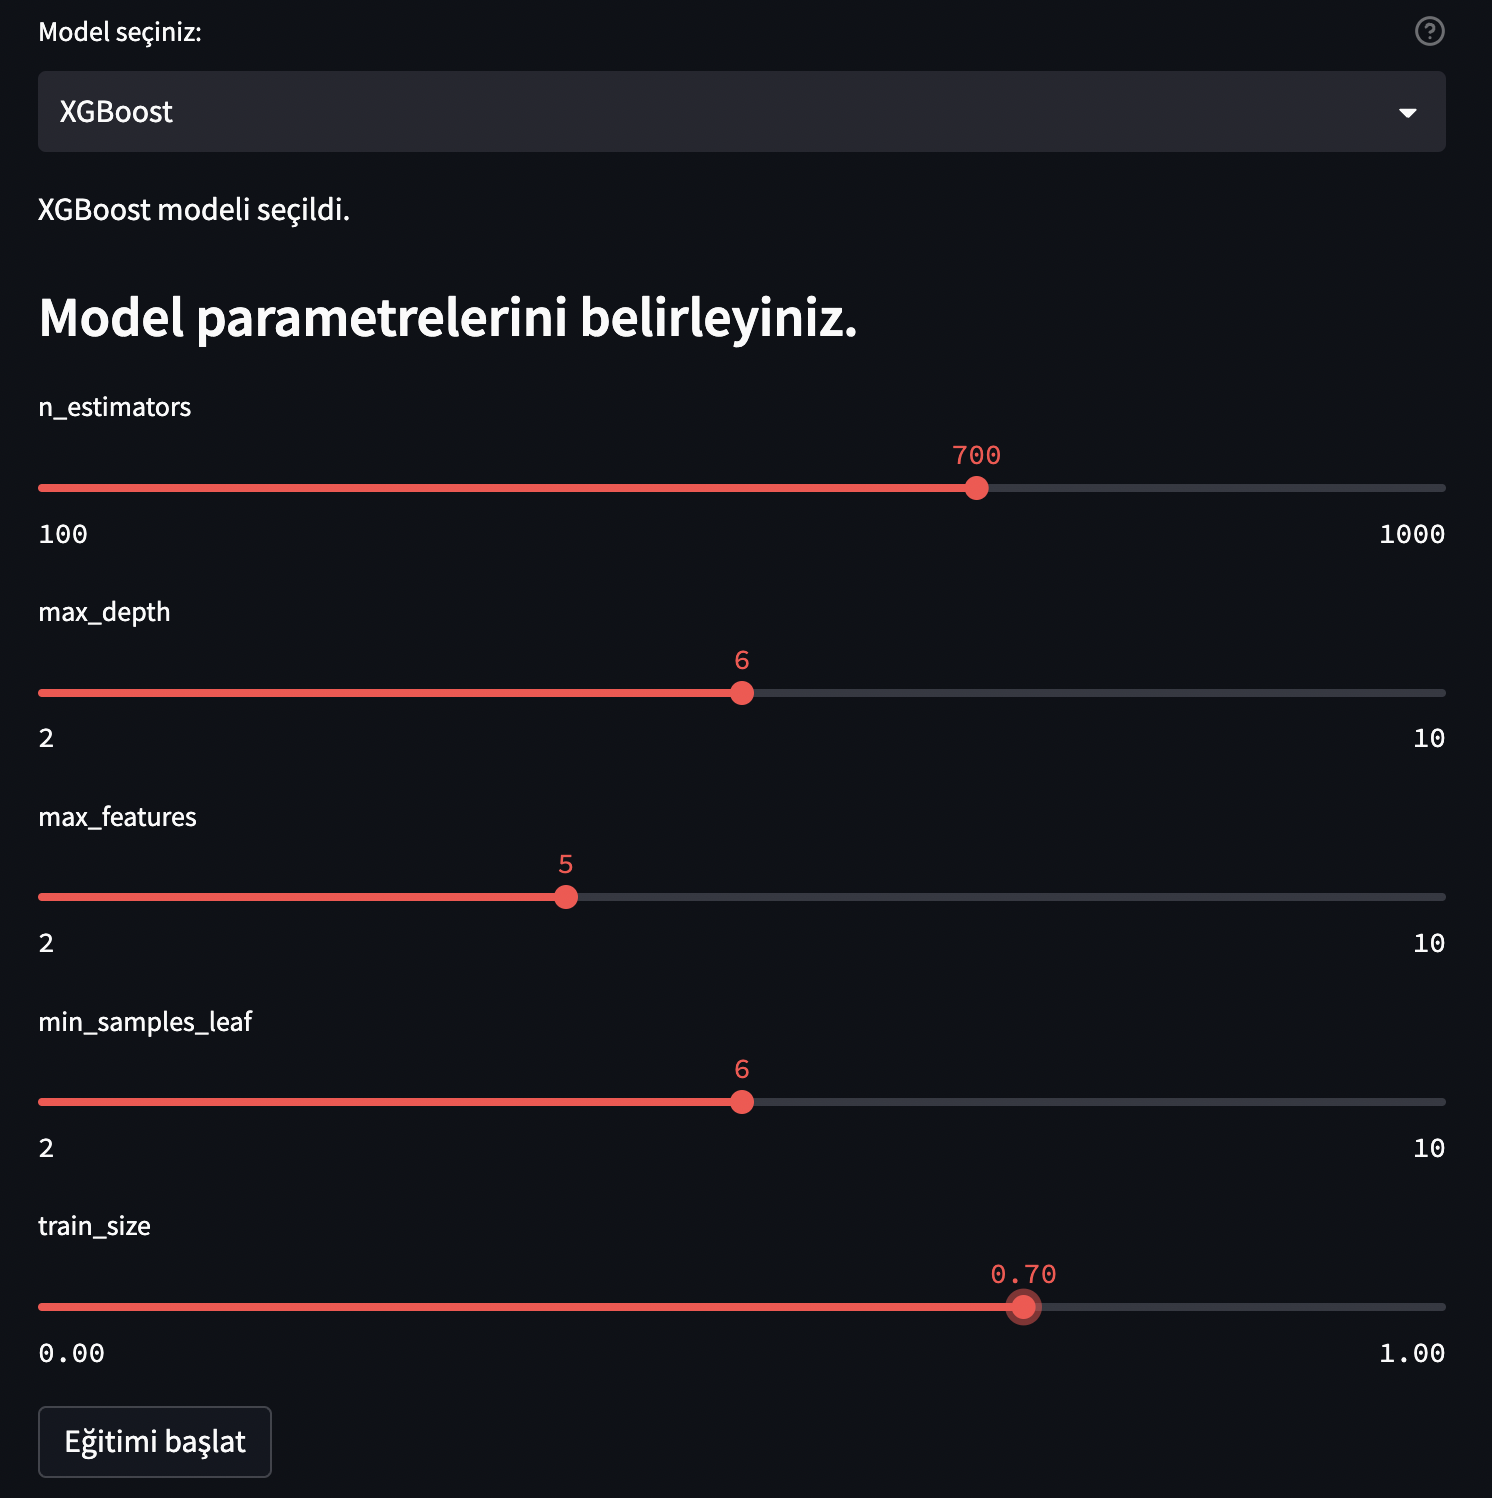 Model seçiniz:
XGBoost
XGBoost modeli seçildi.
Model parametrelerini belirleyiniz.
n_estimators
700
100 1000
max_depth
6
2 10
max_features
5
2 10
min_samples_leaf
6
2 10
train_size
0.70
0.00 1.00
Eğitimi başlat